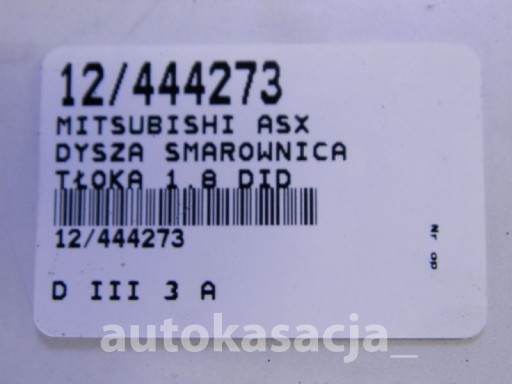 12/444273
MITSUBISHI ASX
DYSZA SMAROWNICA
TŁOKA 1.8 DID
12/444273
Nr op
D III 3 A
autokasacja_